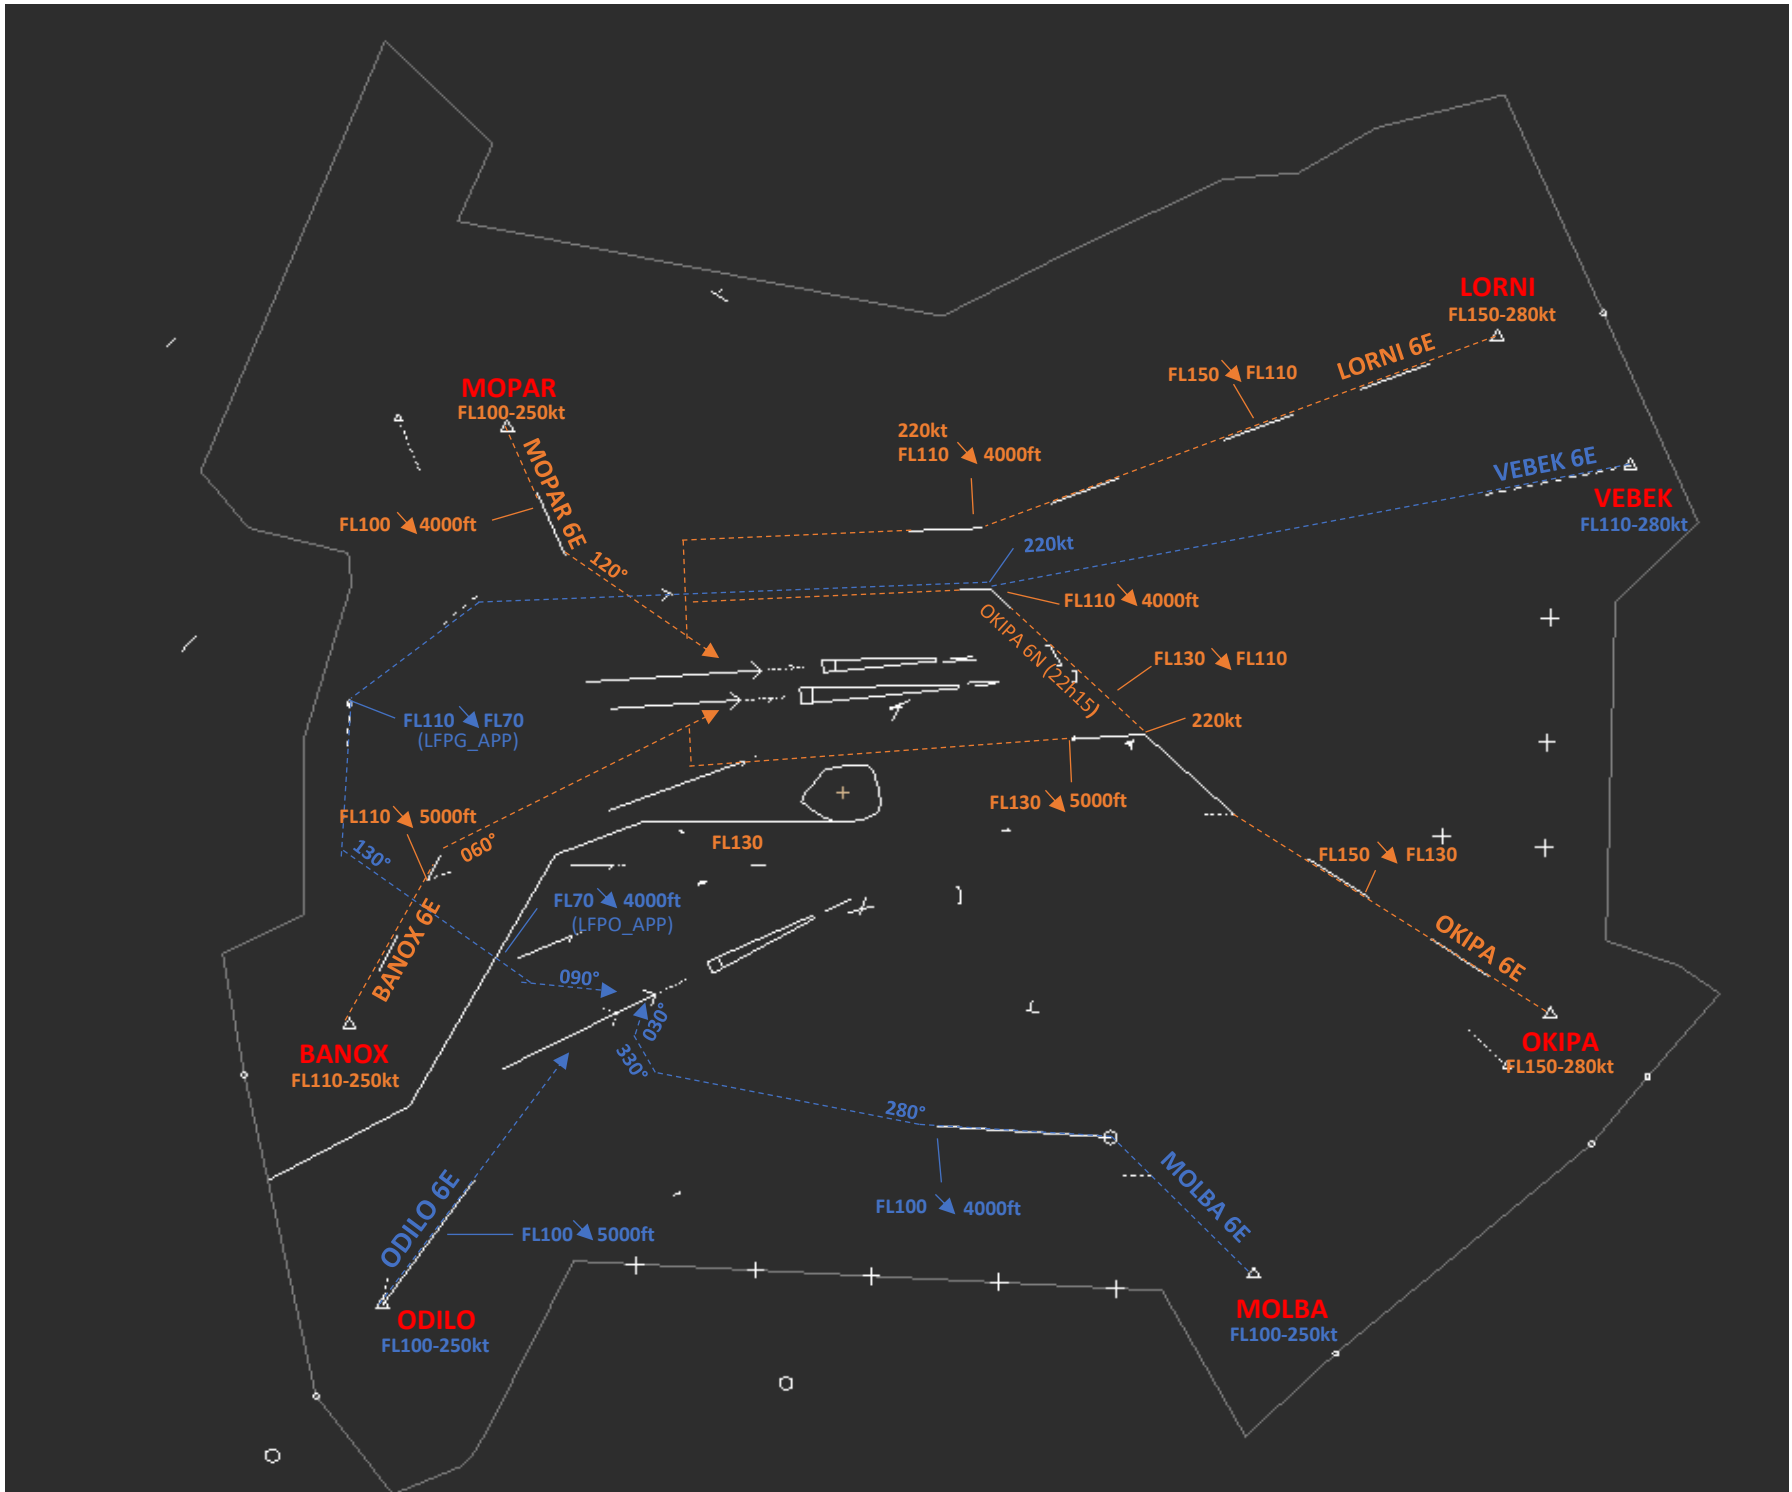 LORNI
FL150-280kt
LORNI 6E
FL150 FL110
MOPAR
FL100-250kt
MOPAR 6E
220kt
FL110 4000ft
VEBEK 6E
VEBEK
FL110-280kt
FL100 4000ft
120°
220kt
FL110 4000ft
OKIPA 6N (22h15)
FL130 FL110
FL110 FL70
(LFPG_APP)
220kt
FL110 5000ft
FL130 5000ft
130°
060°
FL130
FL150 FL130
FL70 4000ft
(LFPO_APP)
BANOX 6E
OKIPA 6E
090°
030°
BANOX
FL110-250kt
330°
OKIPA
FL150-280kt
280°
MOLBA 6E
ODILO 6E
FL100 4000ft
FL100 5000ft
ODILO
FL100-250kt
MOLBA
FL100-250kt